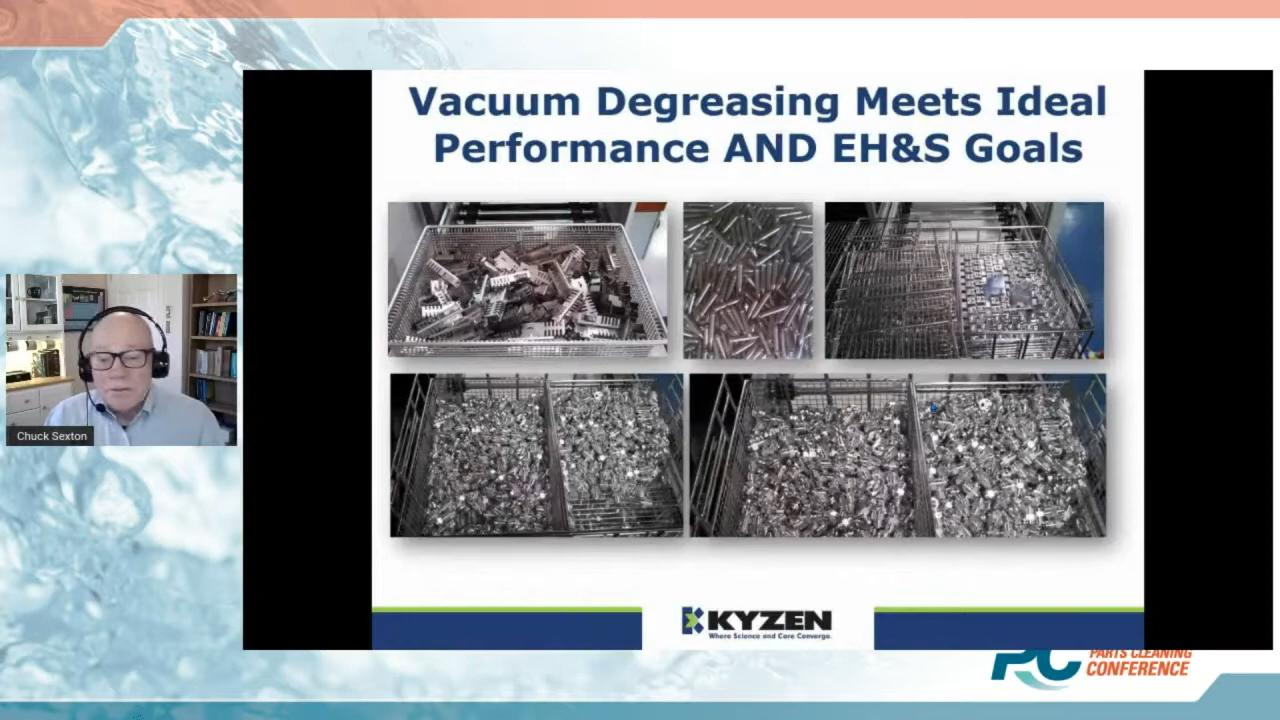 Vacuum Degreasing Meets Ideal
Performance AND EH&S Goals
Chuck Sexton
KYZEN
Where Science and Care Converge.
PC PARTS CLEANING
CONFERENCE